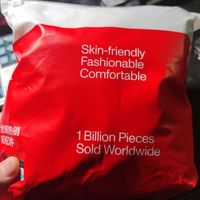 Skin-friendly
Fashionable
Comfortable
1 Billion Pieces
Sold Worldwide